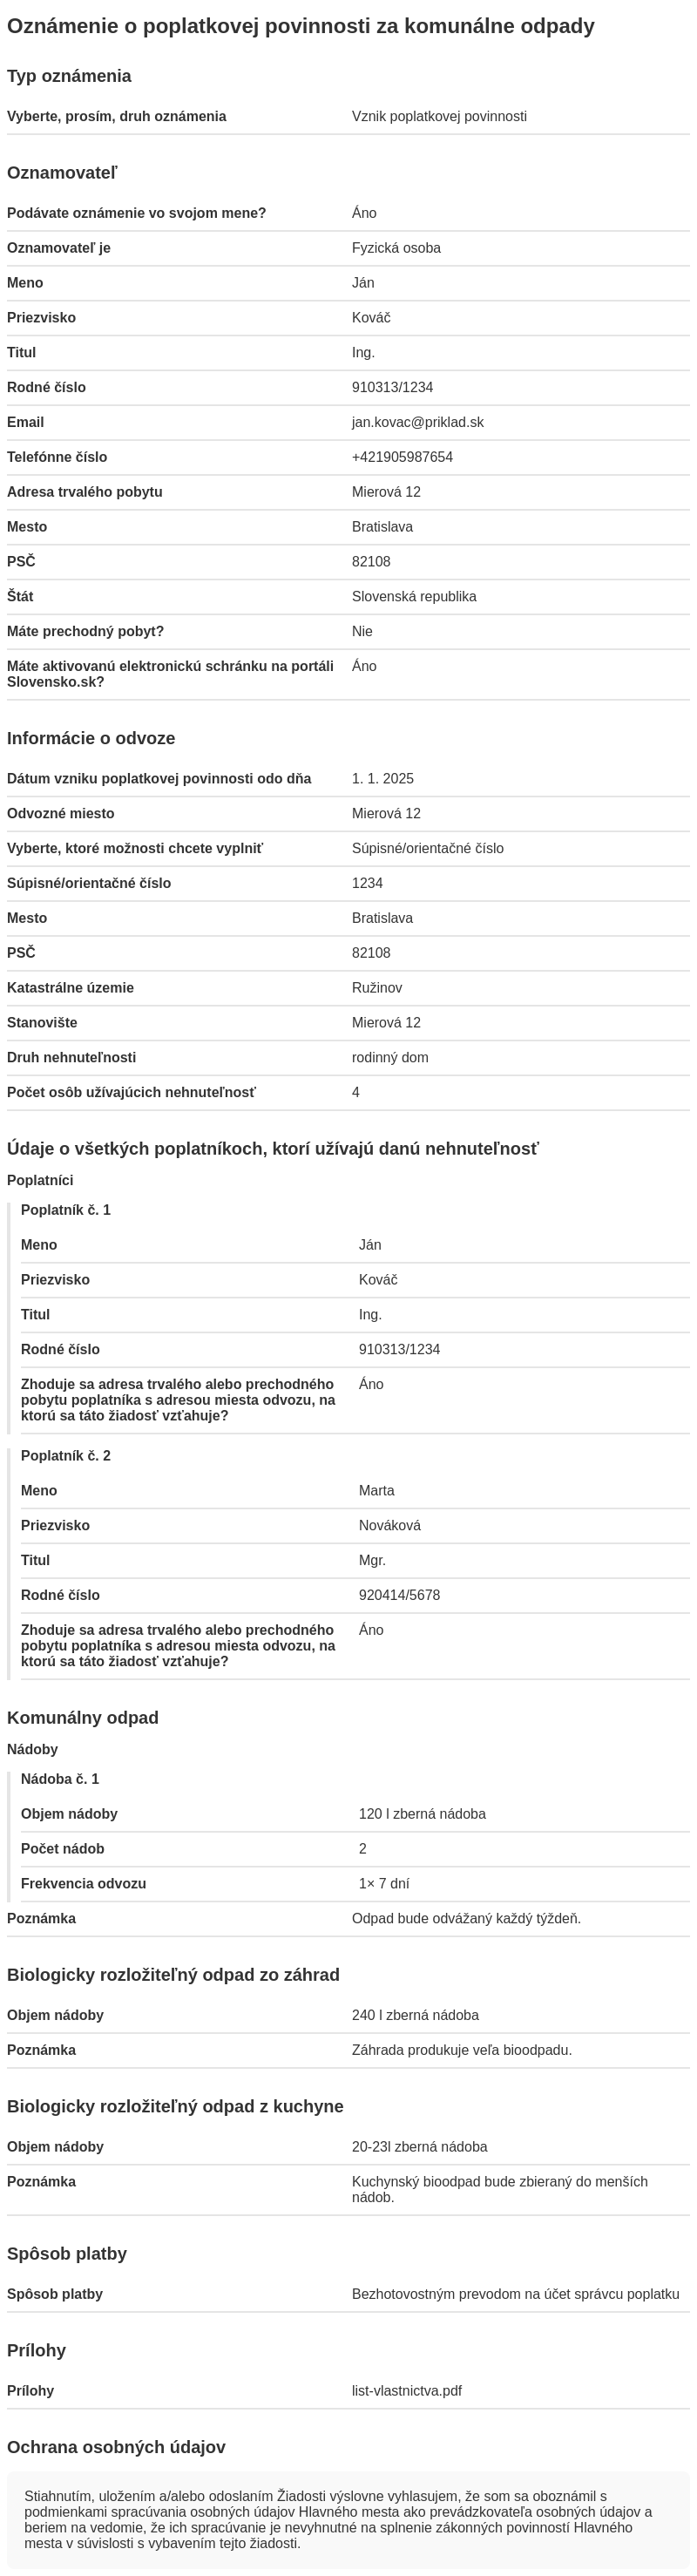 Oznámenie o poplatkovej povinnosti za komunálne odpady
Typ oznámenia
Vyberte, prosím, druh oznámenia Vznik poplatkovej povinnosti
Oznamovateľ
Podávate oznámenie vo svojom mene? Áno
Oznamovateľ je Fyzická osoba
Meno Ján
Priezvisko Kováč
Titul Ing.
Rodné číslo 910313/1234
Email jan.kovac@priklad.sk
Telefónne číslo +421905987654
Adresa trvalého pobytu Mierová 12
Mesto Bratislava
PSČ 82108
Štát Slovenská republika
Máte prechodný pobyt? Nie
Máte aktivovanú elektronickú schránku na portáli Áno
Slovensko.sk?
Informácie o odvoze
Dátum vzniku poplatkovej povinnosti odo dňa 1. 1. 2025
Odvozné miesto Mierová 12
Vyberte, ktoré možnosti chcete vyplniť Súpisné/orientačné číslo
Súpisné/orientačné číslo 1234
Mesto Bratislava
PSČ 82108
Katastrálne územie Ružinov
Stanovište Mierová 12
Druh nehnuteľnosti rodinný dom
Počet osôb užívajúcich nehnuteľnosť 4
Údaje o všetkých poplatníkoch, ktorí užívajú danú nehnuteľnosť
Poplatníci
Poplatník č. 1
Meno Ján
Priezvisko Kováč
Titul Ing.
Rodné číslo 910313/1234
Zhoduje sa adresa trvalého alebo prechodného Áno
pobytu poplatníka s adresou miesta odvozu, na
ktorú sa táto žiadosť vzťahuje?
Poplatník č. 2
Meno Marta
Priezvisko Nováková
Titul Mgr.
Rodné číslo 920414/5678
Zhoduje sa adresa trvalého alebo prechodného Áno
pobytu poplatníka s adresou miesta odvozu, na
ktorú sa táto žiadosť vzťahuje?
Komunálny odpad
Nádoby
Nádoba č. 1
Objem nádoby 120 l zberná nádoba
Počet nádob 2
Frekvencia odvozu 1× 7 dní
Poznámka Odpad bude odvážaný každý týždeň.
Biologicky rozložiteľný odpad zo záhrad
Objem nádoby 240 l zberná nádoba
Poznámka Záhrada produkuje veľa bioodpadu.
Biologicky rozložiteľný odpad z kuchyne
Objem nádoby 20-23l zberná nádoba
Poznámka Kuchynský bioodpad bude zbieraný do menších
nádob.
Spôsob platby
Spôsob platby Bezhotovostným prevodom na účet správcu poplatku
Prílohy
Prílohy list-vlastnictva.pdf
Ochrana osobných údajov
Stiahnutím, uložením a/alebo odoslaním Žiadosti výslovne vyhlasujem, že som sa oboznámil s
podmienkami spracúvania osobných údajov Hlavného mesta ako prevádzkovateľa osobných údajov a
beriem na vedomie, že ich spracúvanie je nevyhnutné na splnenie zákonných povinností Hlavného
mesta v súvislosti s vybavením tejto žiadosti.